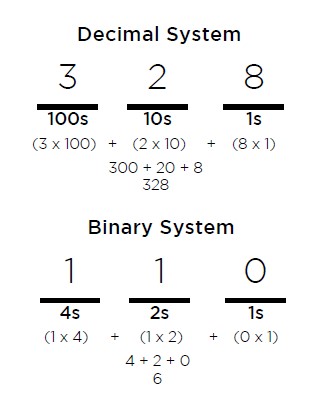 Decimal System
3 2 8
100s 10s 1s
(3 x 100) + (2 x 10) + (8 x 1)
300 + 20 + 8
328
Binary System
1 1 0
4s 2s 1s
(1 x 4) + (1 x 2) + (0 x 1)
4 + 2 + 0
6